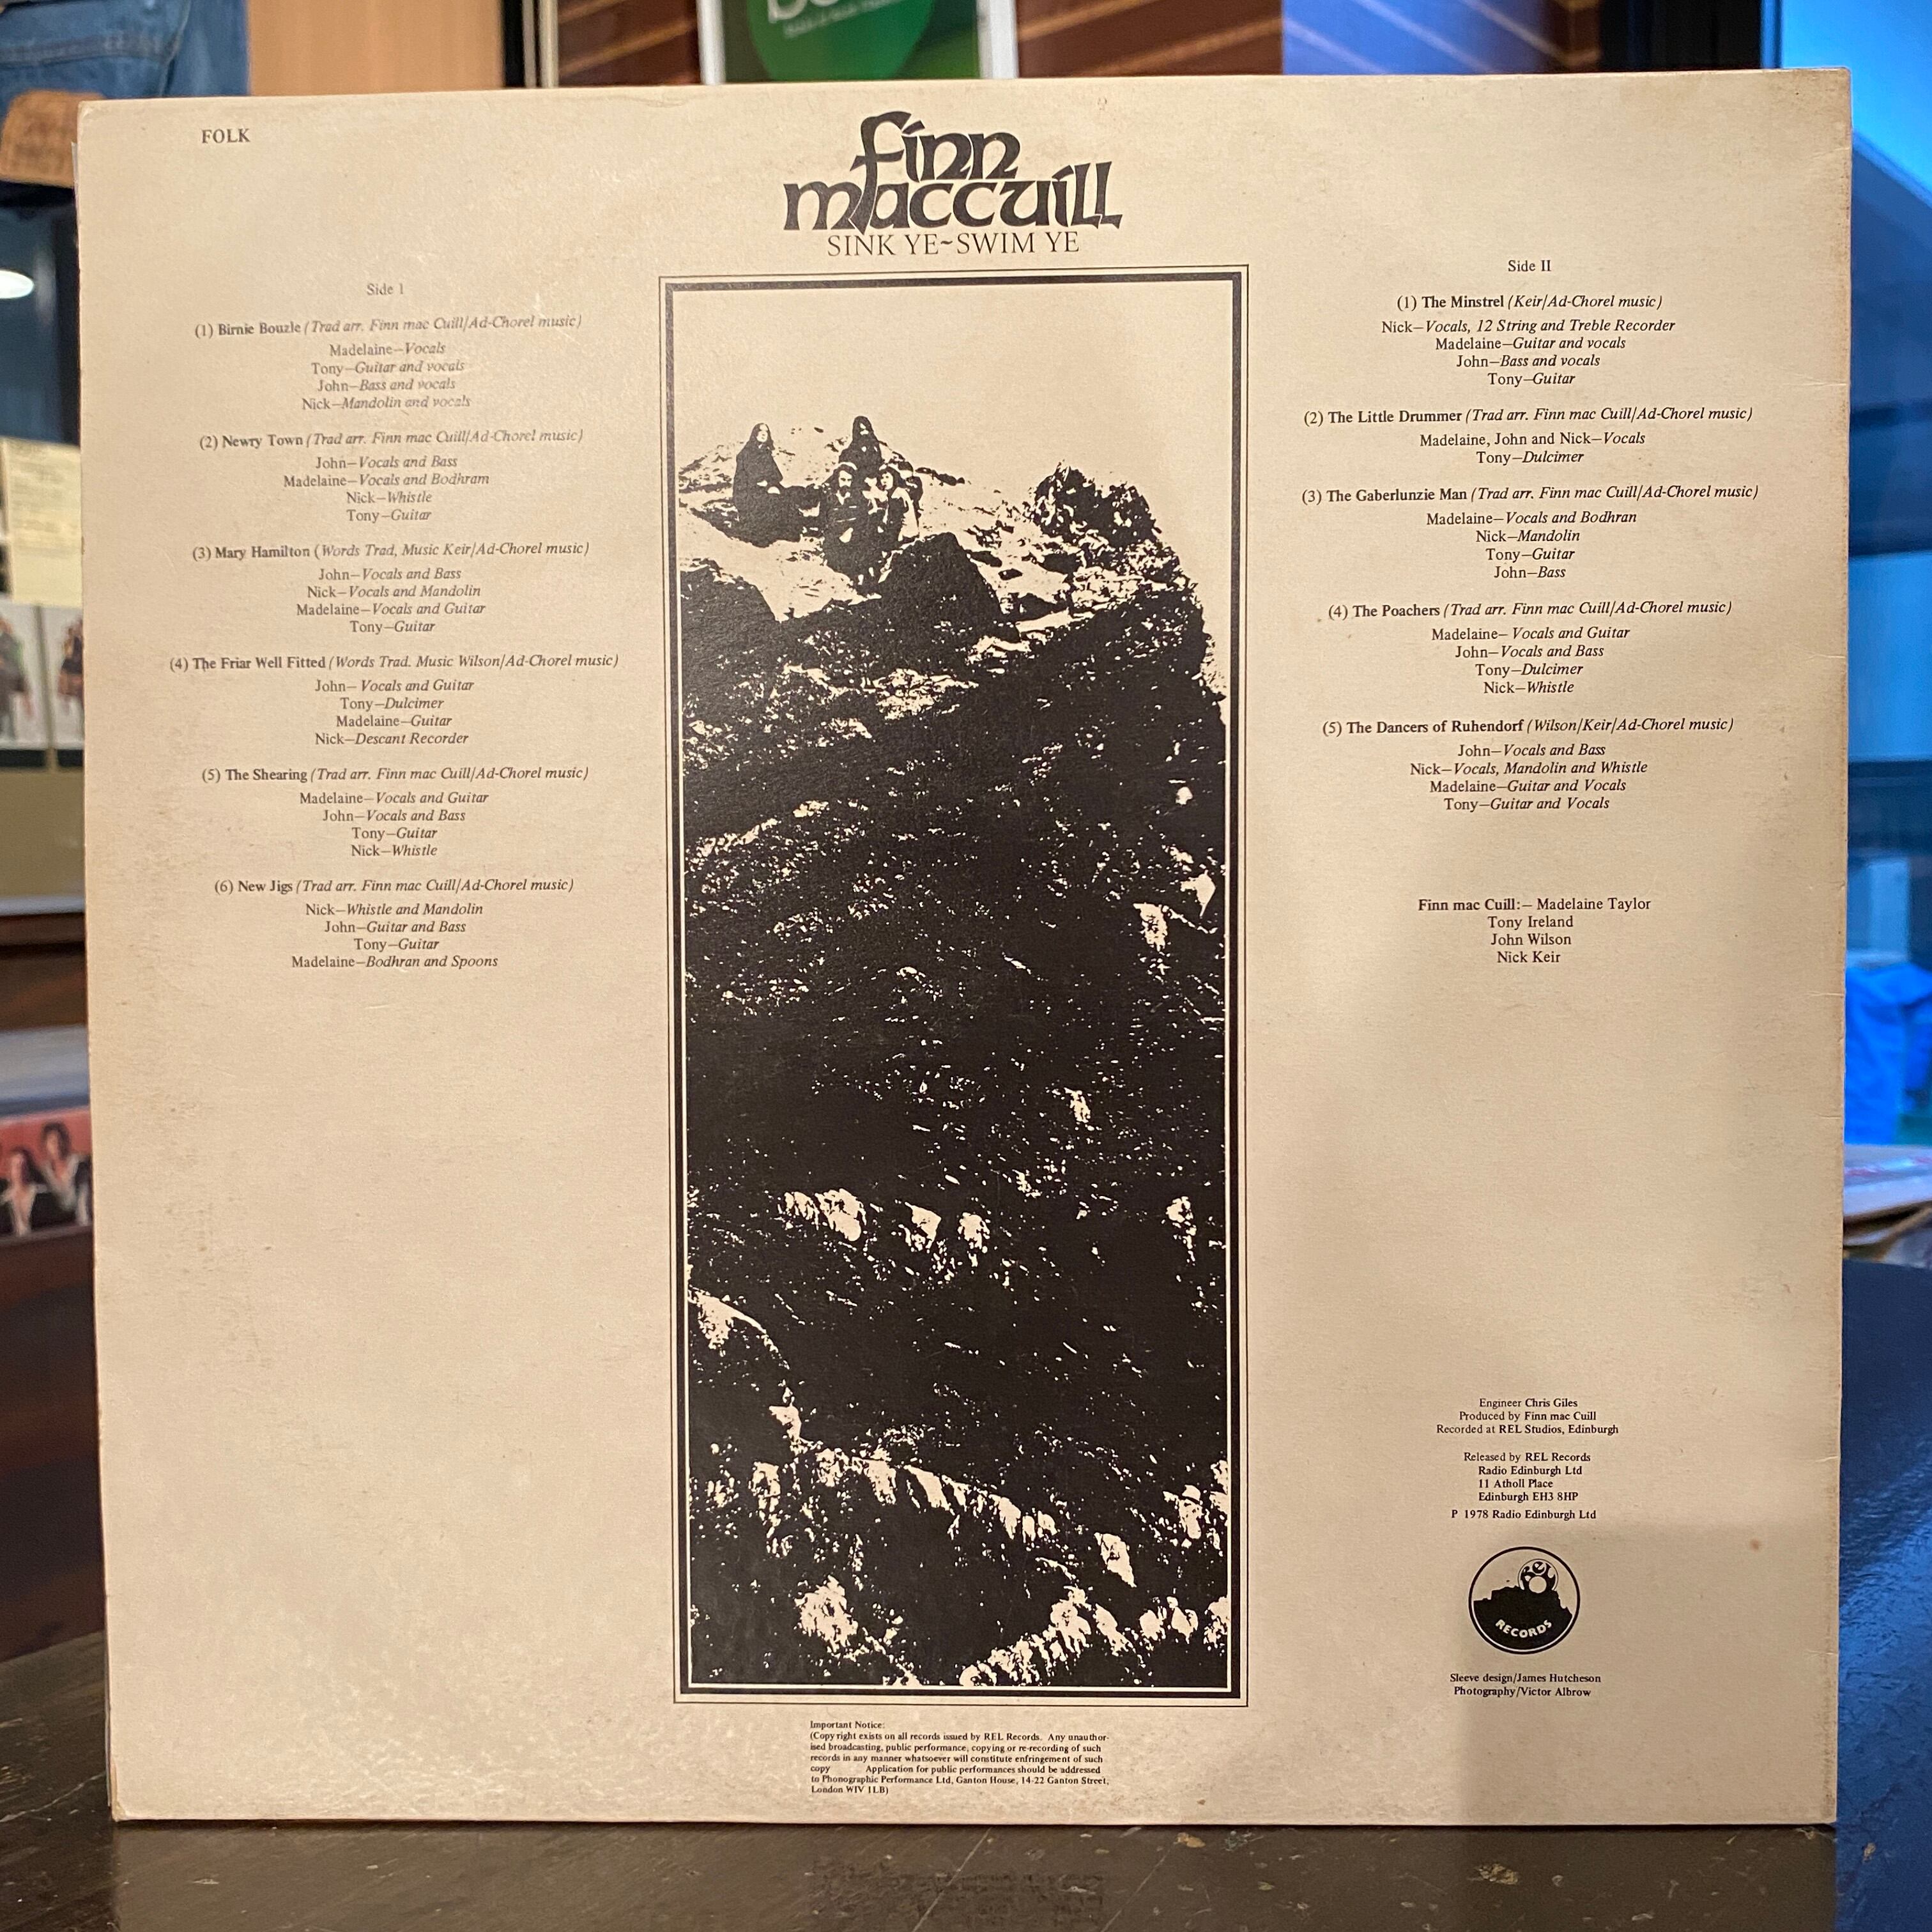 FOLK
finn
maccuill
SINK YE~SWIM YE
Side 1
(1) Birnie Bouzle (Trad arr. Finn mac Cuill/Ad-Chorel music)
Madelaine—Vocals
Tony—Guitar and vocals
John—Bass and vocals
Nick—Mandolin and vocals
(2) Newry Town (Trad arr. Finn mac Cuill/Ad-Chorel music)
John—Vocals and Bass
Madelaine—Vocals and Bodhram
Nick—Whistle
Tony—Guitar
(3) Mary Hamilton (Words Trad, Music Keir/Ad-Chorel music)
John—Vocals and Bass
Nick—Vocals and Mandolin
Madelaine—Vocals and Guitar
Tony—Guitar
(4) The Friar Well Fitted (Words Trad. Music Wilson/Ad-Chorel music)
John— Vocals and Guitar
Tony—Dulcimer
Madelaine—Guitar
Nick—Descant Recorder
(5) The Shearing (Trad arr. Finn mac Cuill/Ad-Chorel music)
Madelaine—Vocals and Guitar
John—Vocals and Bass
Tony—Guitar
Nick—Whistle
(6) New Jigs (Trad arr. Finn mac Cuill/Ad-Chorel music)
Nick—Whistle and Mandolin
John—Guitar and Bass
Tony—Guitar
Madelaine—Bodhran and Spoons
Side II
(1) The Minstrel (Keir/Ad-Chorel music)
Nick—Vocals, 12 String and Treble Recorder
Madelaine—Guitar and vocals
John—Bass and vocals
Tony—Guitar
(2) The Little Drummer (Trad arr. Finn mac Cuill/Ad-Chorel music)
Madelaine, John and Nick—Vocals
Tony—Dulcimer
(3) The Gaberlunzie Man (Trad arr. Finn mac Cuill/Ad-Chorel music)
Madelaine—Vocals and Bodhran
Nick—Mandolin
Tony—Guitar
John—Bass
(4) The Poachers (Trad arr. Finn mac Cuill/Ad-Chorel music)
Madelaine— Vocals and Guitar
John—Vocals and Bass
Tony—Dulcimer
Nick—Whistle
(5) The Dancers of Ruhendorf (Wilson/Keir/Ad-Chorel music)
John—Vocals and Bass
Nick—Vocals, Mandolin and Whistle
Madelaine—Guitar and Vocals
Tony—Guitar and Vocals
Finn mac Cuill:— Madelaine Taylor
Tony Ireland
John Wilson
Nick Keir
Engineer Chris Giles
Produced by Finn mac Cuill
Recorded at REL Studios, Edinburgh
Released by REL Records
Radio Edinburgh Ltd
11 Atholl Place
Edinburgh EH3 8HP
P 1978 Radio Edinburgh Ltd
rel
RECORDS
Sleeve design/James Hutcheson
Photography/Victor Albrow
Important Notice:
(Copyright exists on all records issued by REL Records. Any unauthor-
ised broadcasting, public performance, copying or re-recording of such
records in any manner whatsoever will constitute enfringement of such
copy Application for public performances should be addressed
to Phonographic Performance Ltd, Ganton House, 14-22 Ganton Street,
London WIV 1LB)